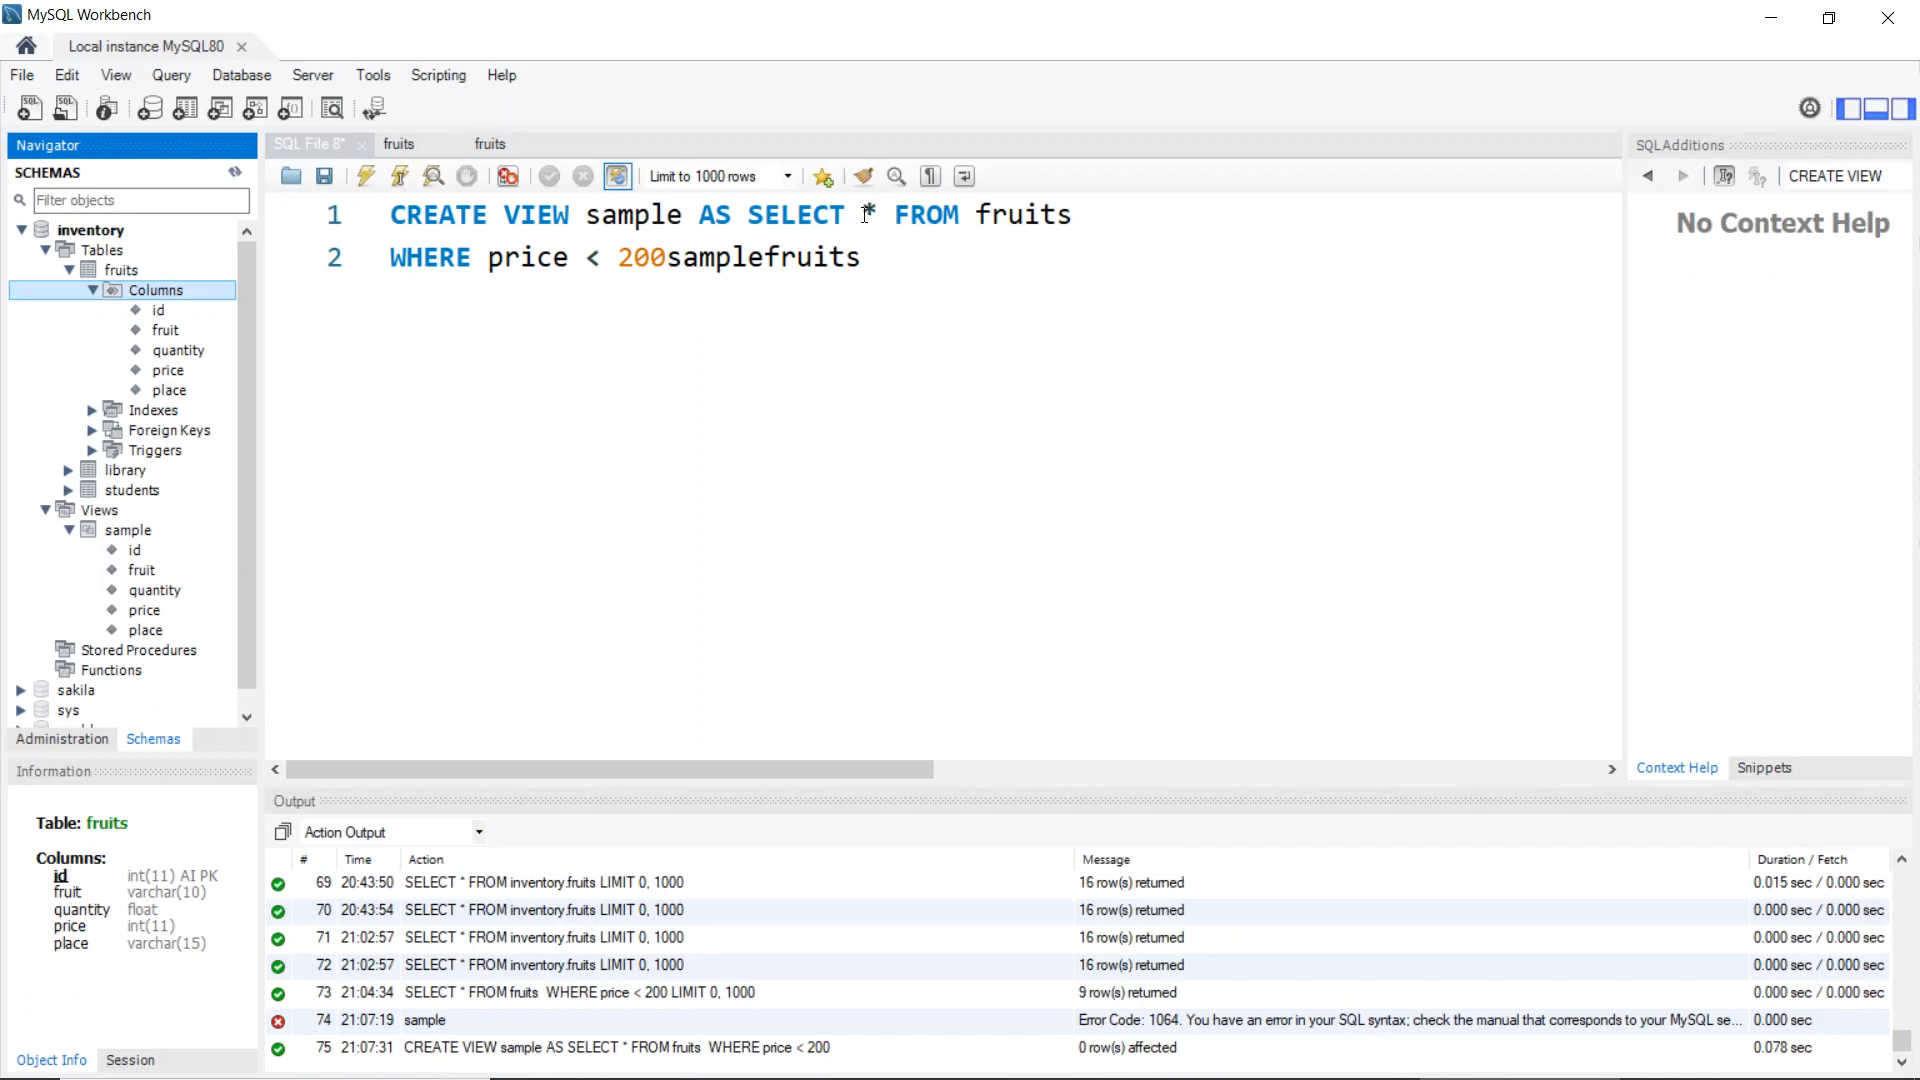 MySQL Workbench
Local instance MySQL80
File Edit View Query Database Server Tools Scripting Help
Navigator
SCHEMAS
Filter objects
inventory
Tables
fruits
Columns
id
fruit
quantity
price
place
Indexes
Foreign Keys
Triggers
library
students
Views
sample
id
fruit
quantity
price
place
Stored Procedures
Functions
sakila
sys
Administration Schemas
Information
Table: fruits
Columns:
id int(11) AI PK
fruit varchar(10)
quantity float
price int(11)
place varchar(15)
Object Info Session
SQL File 8* fruits fruits
Limit to 1000 rows
1 CREATE VIEW sample AS SELECT * FROM fruits
2 WHERE price < 200samplefruits
SQLAdditions
CREATE VIEW
No Context Help
Context Help Snippets
Output
Action Output
# Time Action Message Duration / Fetch
69 20:43:50 SELECT * FROM inventory.fruits LIMIT 0, 1000 16 row(s) returned 0.015 sec / 0.000 sec
70 20:43:54 SELECT * FROM inventory.fruits LIMIT 0, 1000 16 row(s) returned 0.000 sec / 0.000 sec
71 21:02:57 SELECT * FROM inventory.fruits LIMIT 0, 1000 16 row(s) returned 0.000 sec / 0.000 sec
72 21:02:57 SELECT * FROM inventory.fruits LIMIT 0, 1000 16 row(s) returned 0.000 sec / 0.000 sec
73 21:04:34 SELECT * FROM fruits WHERE price < 200 LIMIT 0, 1000 9 row(s) returned 0.000 sec / 0.000 sec
74 21:07:19 sample Error Code: 1064. You have an error in your SQL syntax; check the manual that corresponds to your MySQL se... 0.000 sec
75 21:07:31 CREATE VIEW sample AS SELECT * FROM fruits WHERE price < 200 0 row(s) affected 0.078 sec